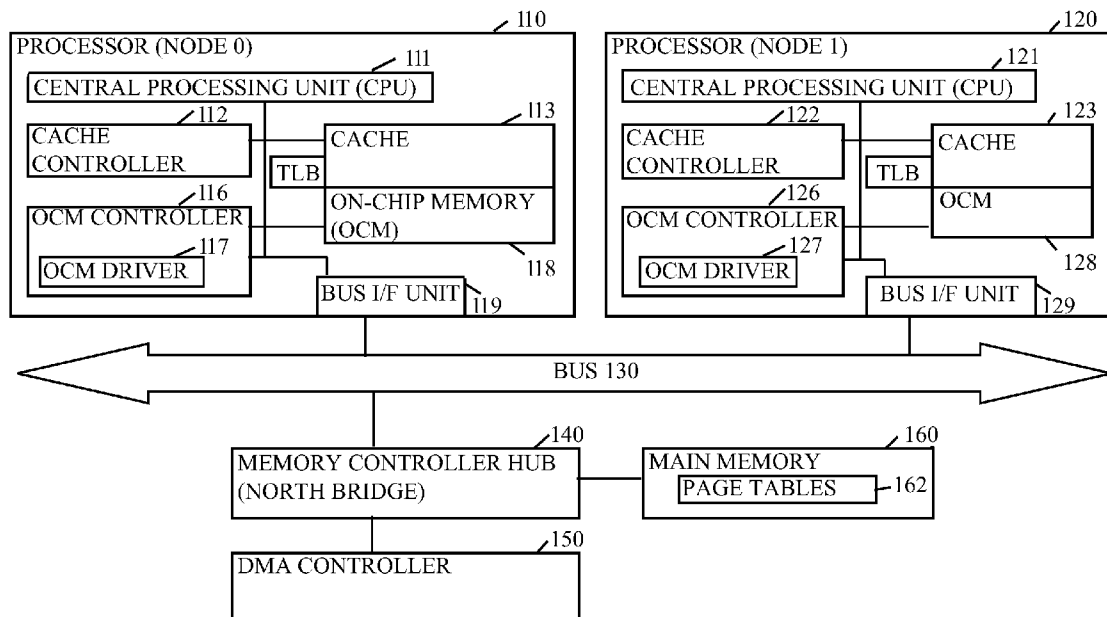 110
PROCESSOR (NODE 0)
111
CENTRAL PROCESSING UNIT (CPU)
112
CACHE
CONTROLLER
113
CACHE
TLB
116
OCM CONTROLLER
117
OCM DRIVER
ON-CHIP MEMORY
(OCM)
118
BUS I/F UNIT
119
120
PROCESSOR (NODE 1)
121
CENTRAL PROCESSING UNIT (CPU)
122
CACHE
CONTROLLER
123
CACHE
TLB
126
OCM CONTROLLER
127
OCM DRIVER
OCM
128
BUS I/F UNIT
129
BUS 130
140
MEMORY CONTROLLER HUB
(NORTH BRIDGE)
160
MAIN MEMORY
PAGE TABLES
162
150
DMA CONTROLLER